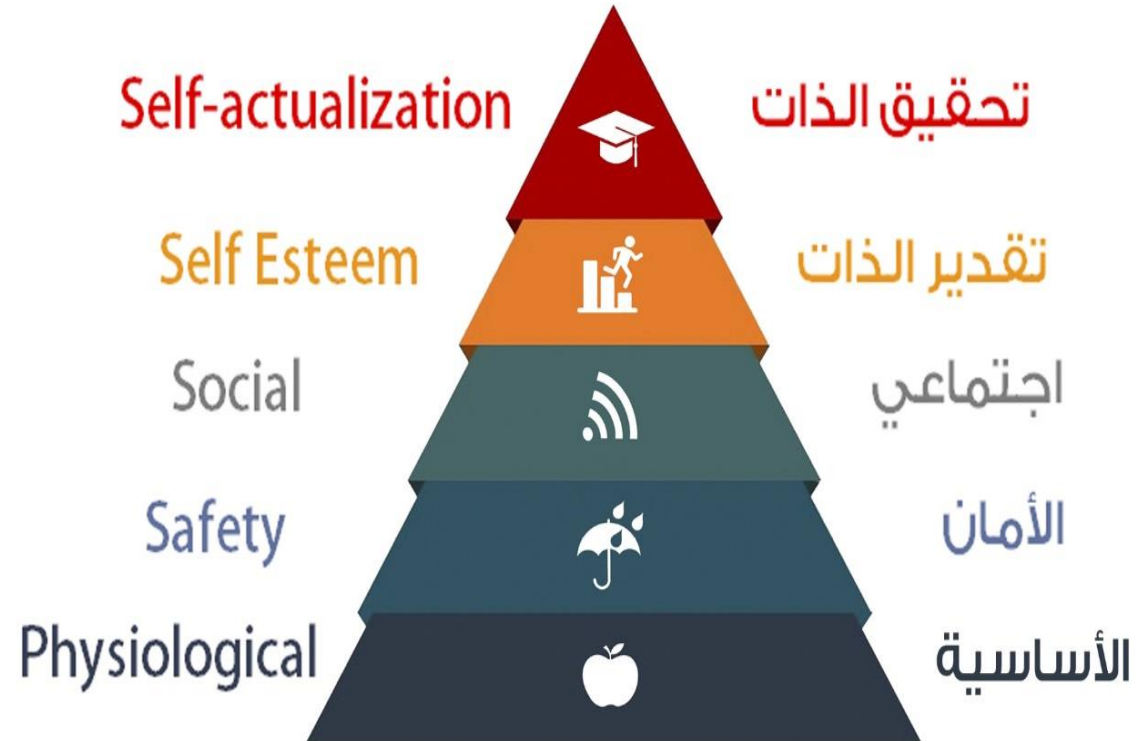 Self-actualization تحقيق الذات
Self Esteem تقدير الذات
Social اجتماعي
Safety الأمان
Physiological الأساسية